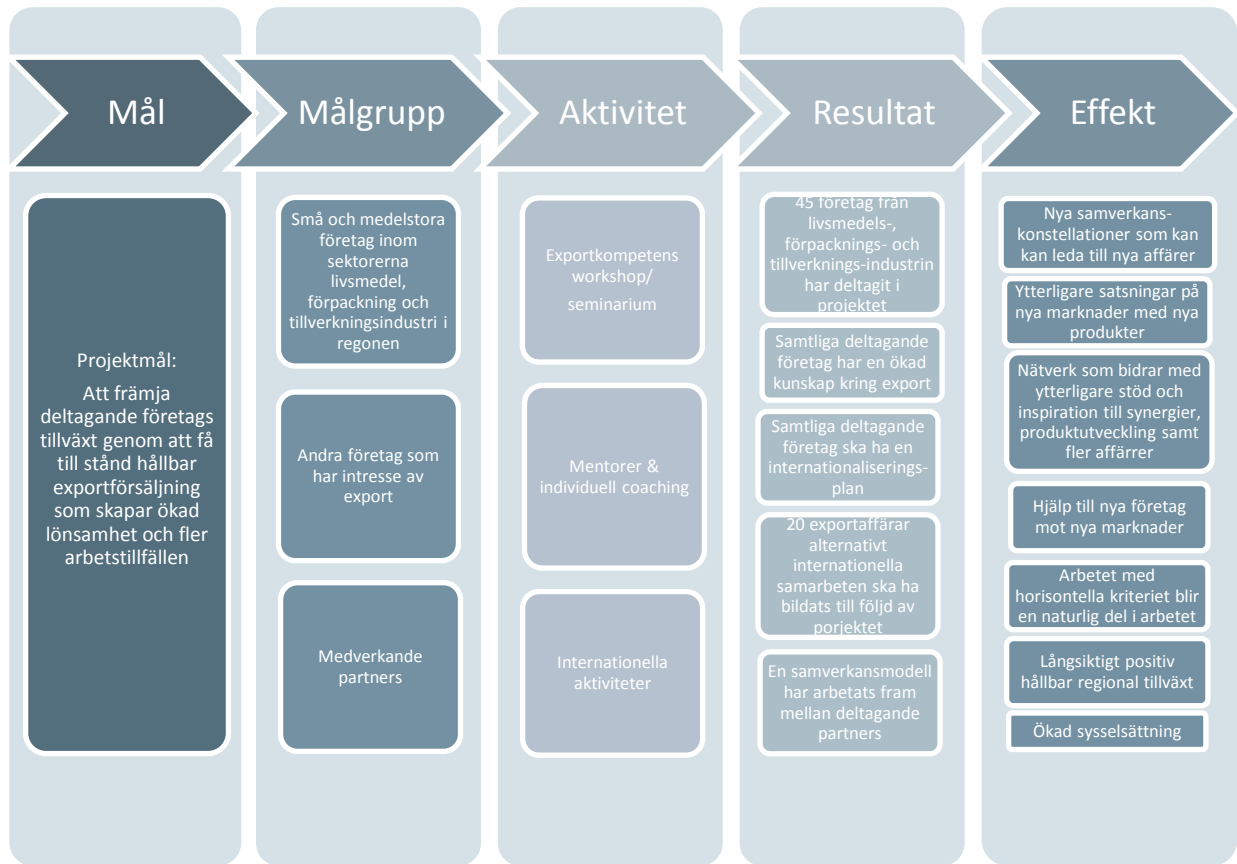 Mål
Projektmål:
Att främja
deltagande företags
tillväxt genom att få
till stånd hållbar
exportförsäljning
som skapar ökad
lönsamhet och fler
arbetstillfällen
Målgrupp
Små och medelstora
företag inom
sektorerna
livsmedel,
förpackning och
tillverkningsindustri i
regonen
Andra företag som
har intresse av
export
Medverkande
partners
Aktivitet
Exportkompetens
workshop/
seminarium
Mentorer &
individuell coaching
Internationella
aktiviteter
Resultat
45 företag från
livsmedels-,
förpacknings- och
tillverknings-industrin
har deltagit i
projektet
Samtliga deltagande
företag har en ökad
kunskap kring export
Samtliga deltagande
företag ska ha en
internationaliserings-
plan
20 exportaffärar
alternativt
internationella
samarbeten ska ha
bildats till följd av
porjektet
En samverkansmodell
har arbetats fram
mellan deltagande
partners
Effekt
Nya samverkans-
konstellationer som kan
kan leda till nya affärer
Ytterligare satsningar på
nya marknader med nya
produkter
Nätverk som bidrar med
ytterligare stöd och
inspiration till synergier,
produktutveckling samt
fler affärrer
Hjälp till nya företag
mot nya marknader
Arbetet med
horisontella kriteriet blir
en naturlig del i arbetet
Långsiktigt positiv
hållbar regional tillväxt
Ökad sysselsättning